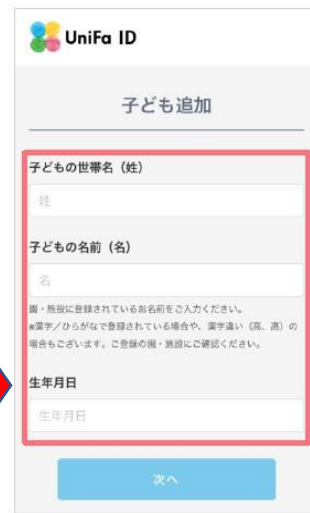 UniFa ID
子ども追加
子どもの世帯名（姓）
姓
子どもの名前（名）
名
園・施設に登録されているお名前をご入力ください。
※漢字／ひらがなで登録されている場合や、漢字違い（高、髙）の
場合もございます。ご登録の園・施設にご確認ください。
生年月日
生年月日
次へ